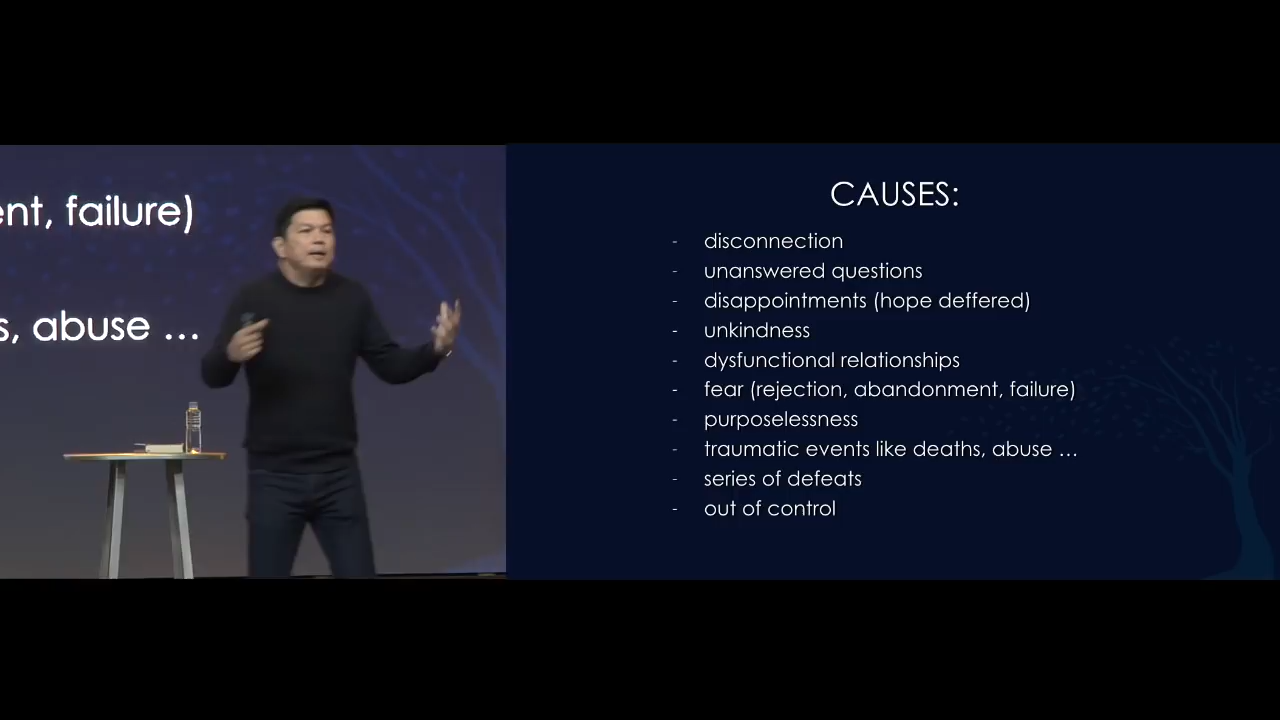 ent, failure)
s, abuse ...
CAUSES:
- disconnection
- unanswered questions
- disappointments (hope deffered)
- unkindness
- dysfunctional relationships
- fear (rejection, abandonment, failure)
- purposelessness
- traumatic events like deaths, abuse ...
- series of defeats
- out of control